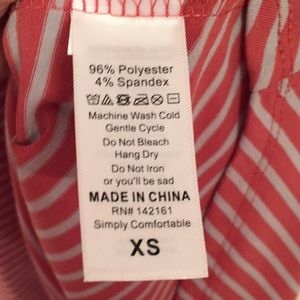 96% Polyester
4% Spandex
Machine Wash Cold
Gentle Cycle
Do Not Bleach
Hang Dry
Do Not Iron
or you'll be sad
MADE IN CHINA
RN# 142161
Simply Comfortable
XS